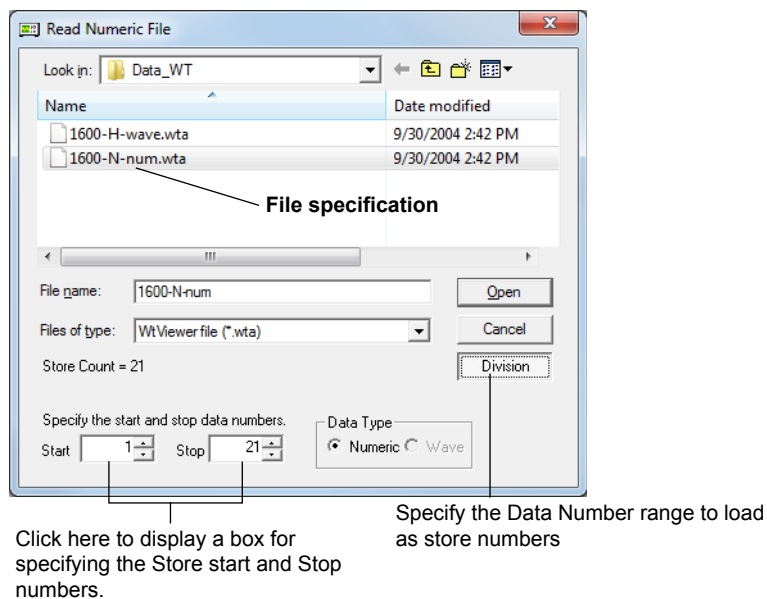 Read Numeric File
Look in: Data_WT
Name Date modified
1600-H-wave.wta 9/30/2004 2:42 PM
1600-N-num.wta 9/30/2004 2:42 PM
File specification
File name: 1600-N-num Open
Files of type: WtViewer file (*.wta) Cancel
Store Count = 21 Division
Specify the start and stop data numbers. Data Type
Start 1 Stop 21 Numeric Wave
Click here to display a box for
specifying the Store start and Stop
numbers.
Specify the Data Number range to load
as store numbers